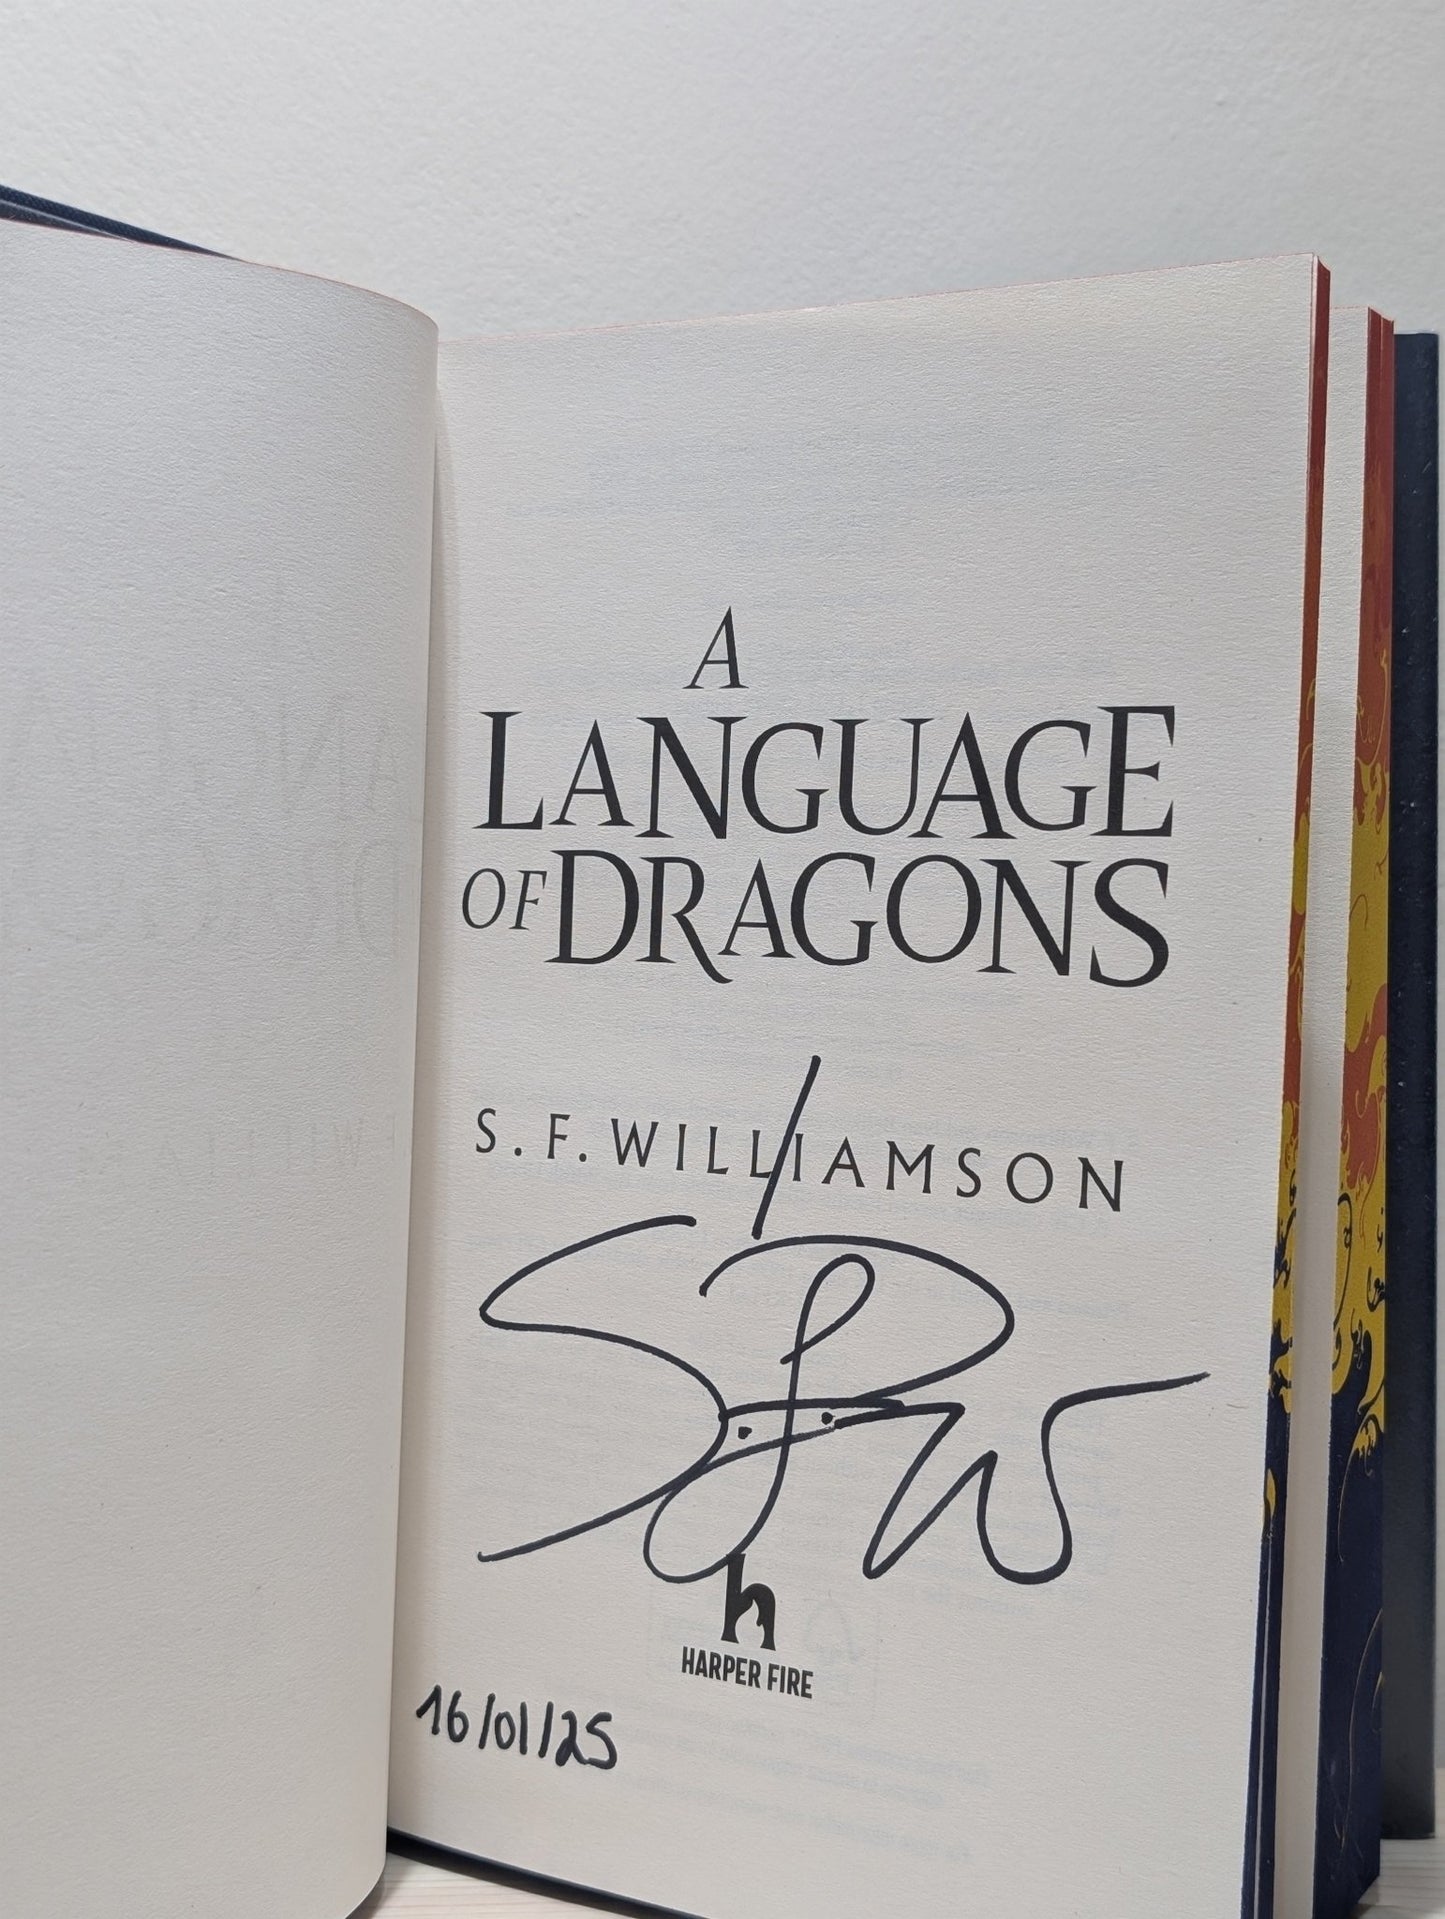 A
LANGUAGE
OF DRAGONS
S. F. WILLIAMSON
h
HARPER FIRE
16/01/25